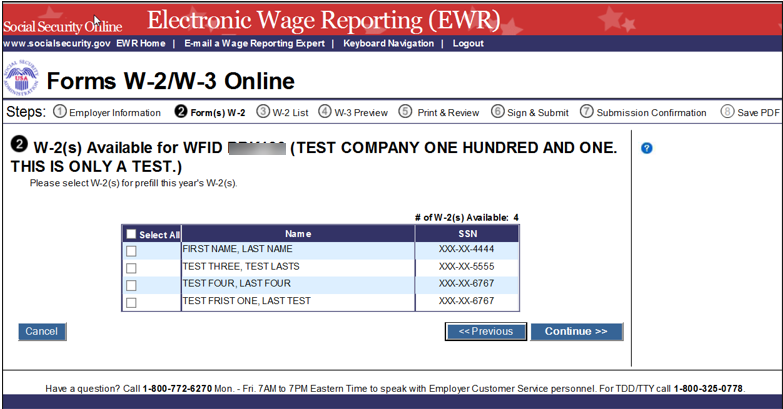 Social Security Online Electronic Wage Reporting (EWR)
www.socialsecurity.gov EWR Home | E-mail a Wage Reporting Expert | Keyboard Navigation | Logout
SOCIAL SECURITY ADMINISTRATION USA
Forms W-2/W-3 Online
Steps: 1 Employer Information 2 Form(s) W-2 3 W-2 List 4 W-3 Preview 5 Print & Review 6 Sign & Submit 7 Submission Confirmation 8 Save PDF
2 W-2(s) Available for WFID (TEST COMPANY ONE HUNDRED AND ONE.
THIS IS ONLY A TEST.)
?
Please select W-2(s) for prefill this year's W-2(s).
# of W-2(s) Available: 4
Select All Name SSN
FIRST NAME, LAST NAME XXX-XX-4444
TEST THREE, TEST LASTS XXX-XX-5555
TEST FOUR, LAST FOUR XXX-XX-6767
TEST FRIST ONE, LAST TEST XXX-XX-6767
Cancel << Previous Continue >>
Have a question? Call 1-800-772-6270 Mon. - Fri. 7AM to 7PM Eastern Time to speak with Employer Customer Service personnel. For TDD/TTY call 1-800-325-0778.